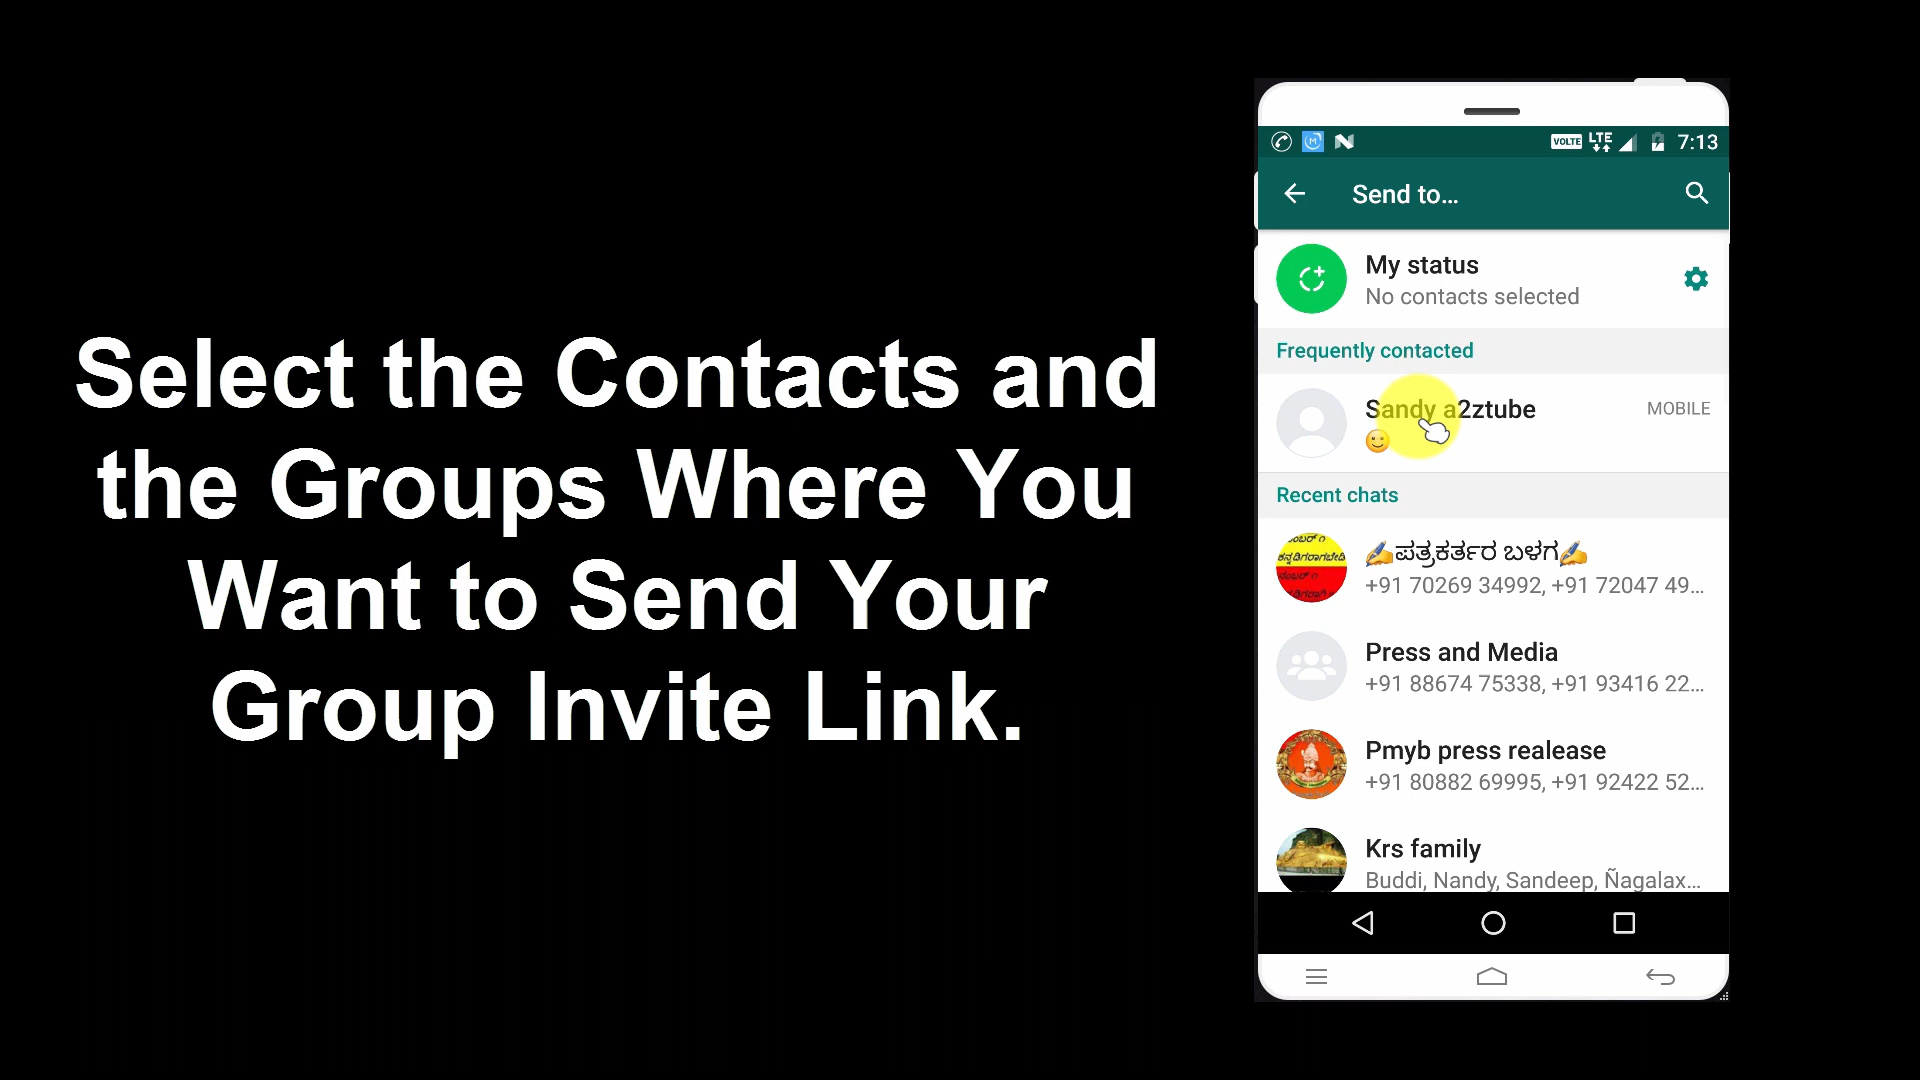 Select the Contacts and
the Groups Where You
Want to Send Your
Group Invite Link.
VOLTE LTE 7:13
Send to...
My status
No contacts selected
Frequently contacted
Sandy a2ztube MOBILE
🙂
Recent chats
✍ಪತ್ರಕರ್ತರ ಬಳಗ✍
+91 70269 34992, +91 72047 49...
Press and Media
+91 88674 75338, +91 93416 22...
Pmyb press realease
+91 80882 69995, +91 92422 52...
Krs family
Buddi, Nandy, Sandeep, Ñagalax...